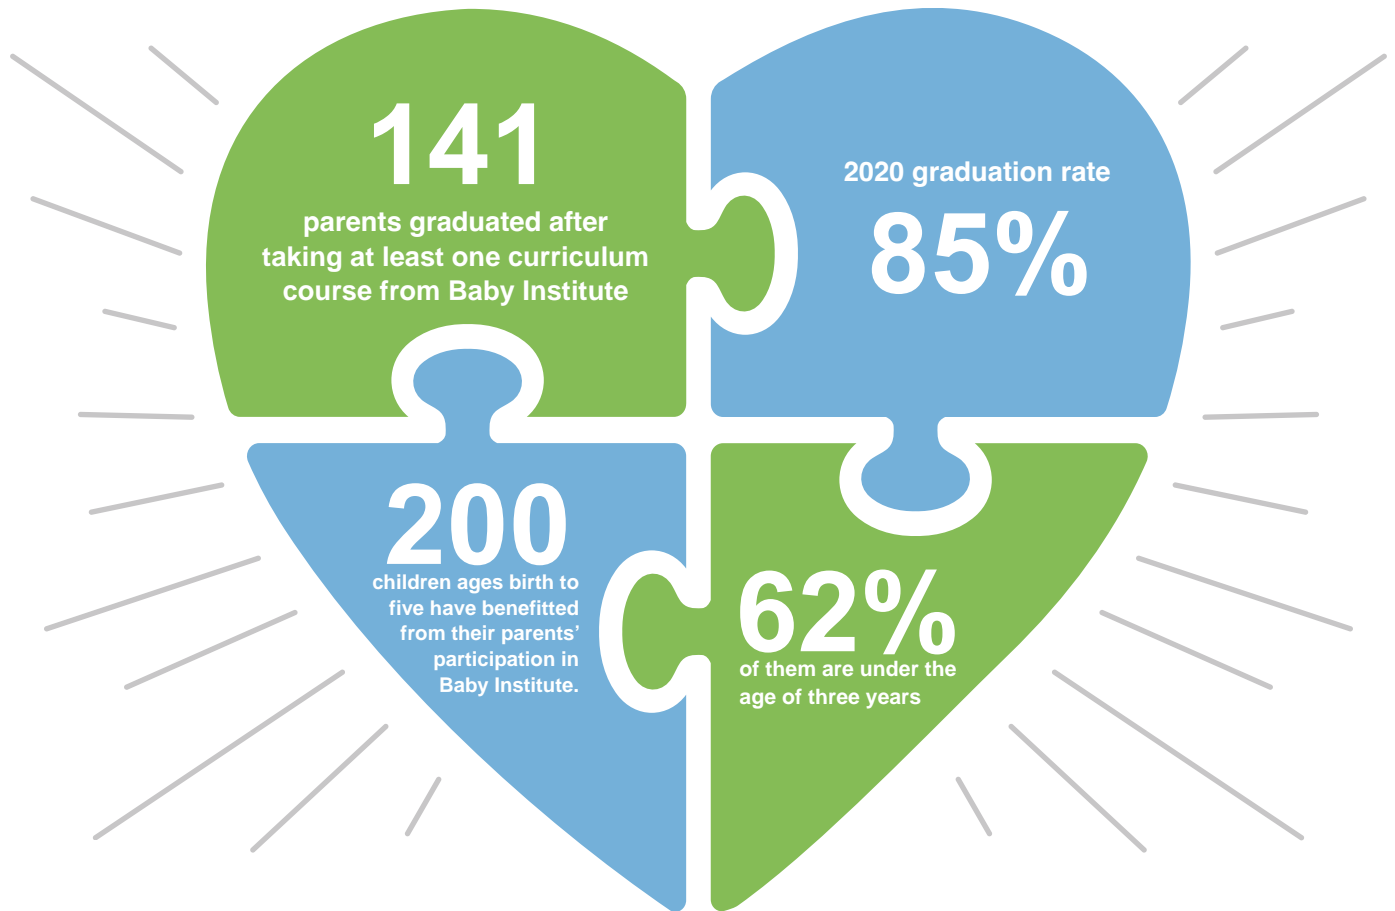 141
parents graduated after
taking at least one curriculum
course from Baby Institute
2020 graduation rate
85%
200
children ages birth to
five have benefitted
from their parents’
participation in
Baby Institute.
62%
of them are under the
age of three years